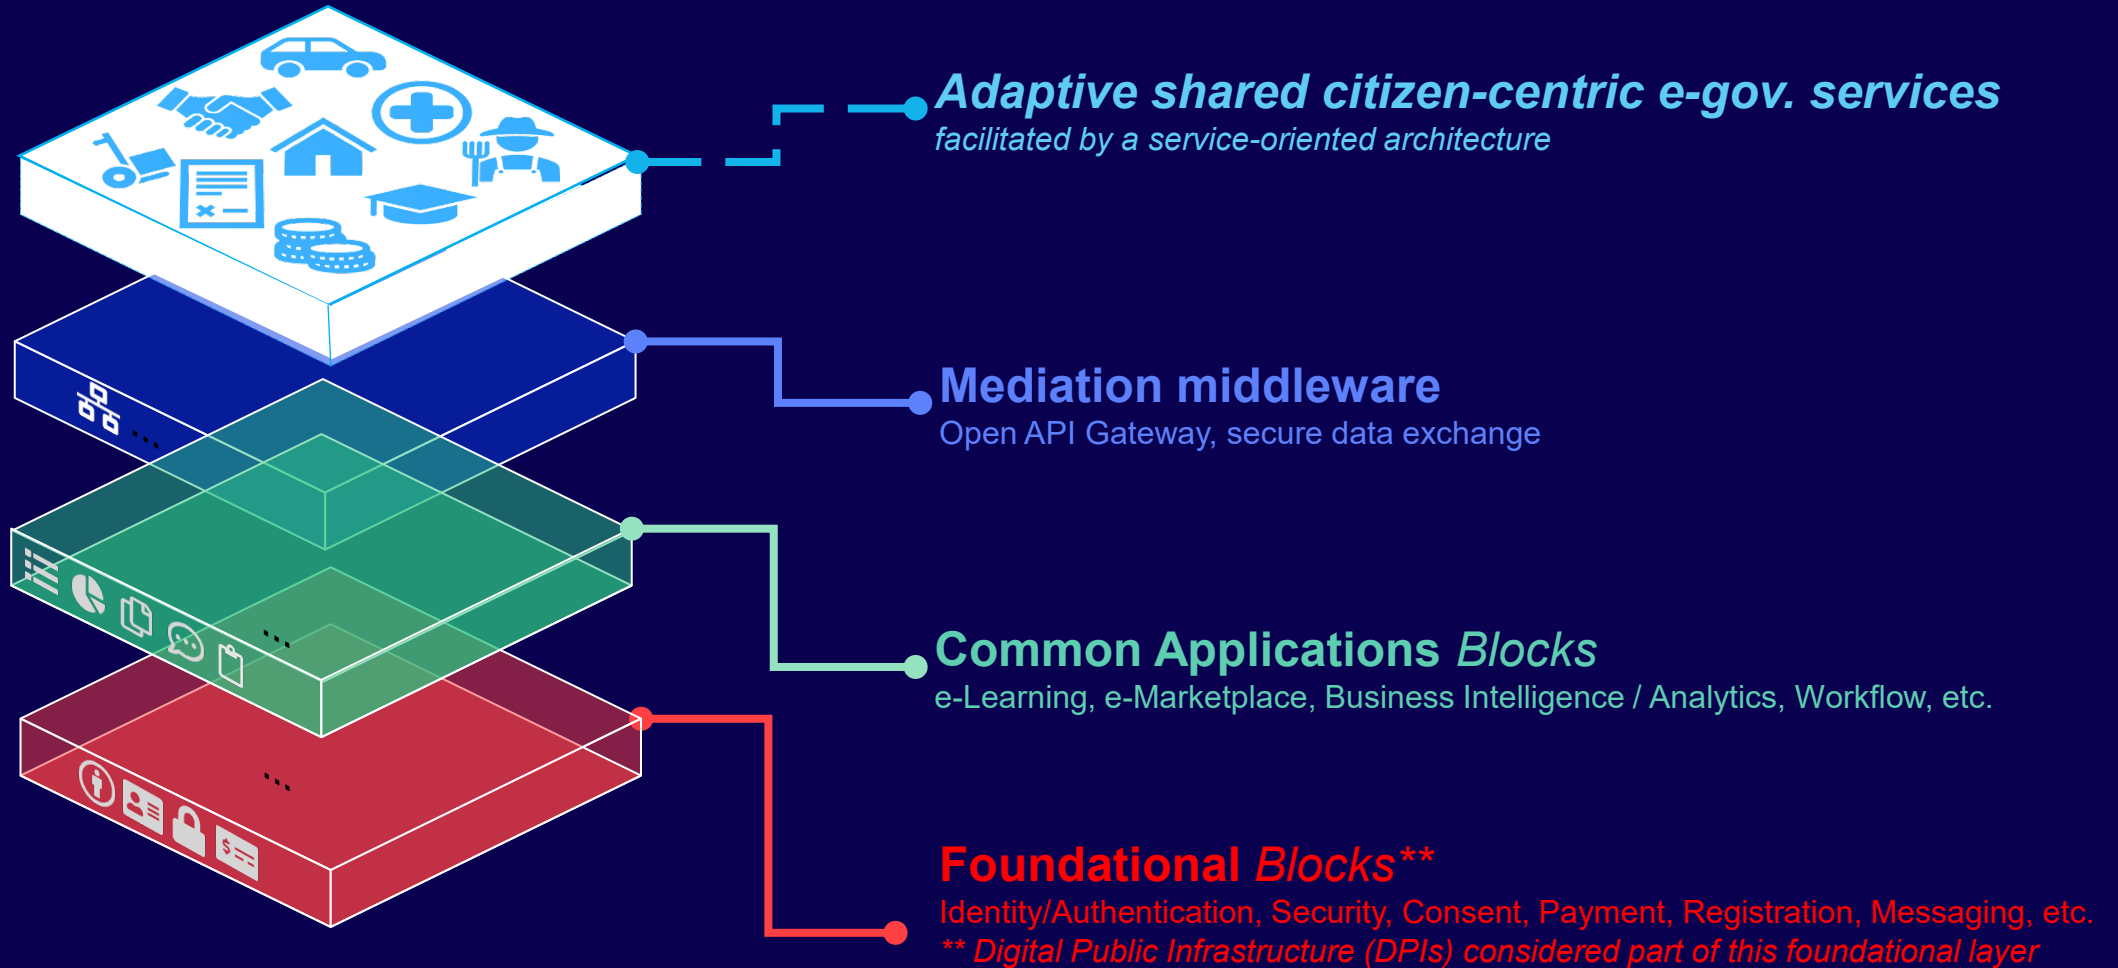 Adaptive shared citizen-centric e-gov. services
facilitated by a service-oriented architecture
Mediation middleware
Open API Gateway, secure data exchange
...
Common Applications Blocks
e-Learning, e-Marketplace, Business Intelligence / Analytics, Workflow, etc.
...
...
Foundational Blocks**
Identity/Authentication, Security, Consent, Payment, Registration, Messaging, etc.
** Digital Public Infrastructure (DPIs) considered part of this foundational layer